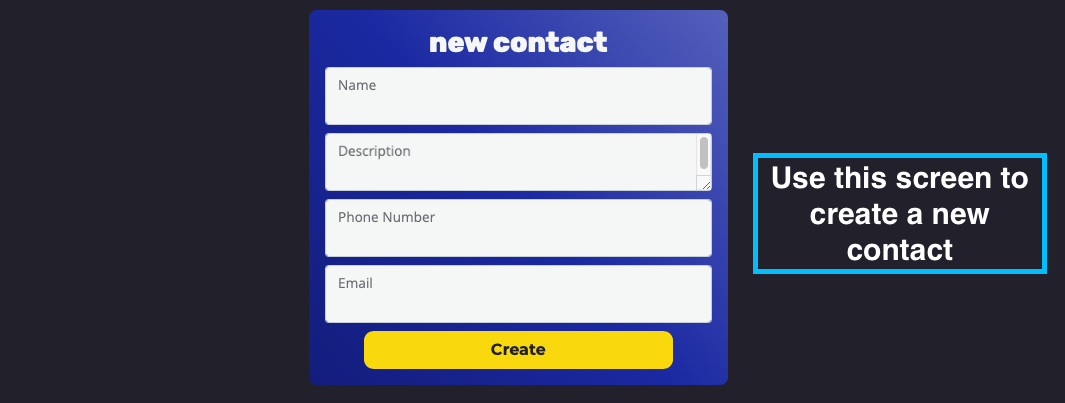 new contact
Name
Description
Phone Number
Email
Create
Use this screen to
create a new
contact